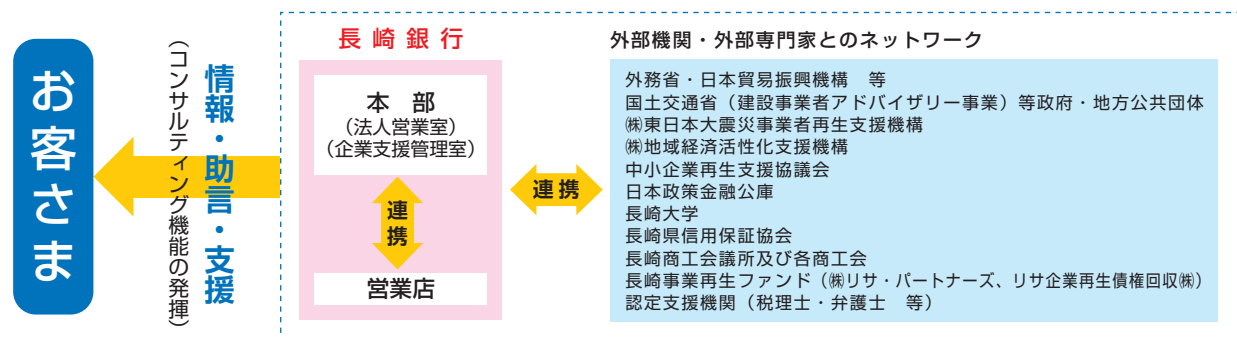 お客さま
情報・助言・支援
（コンサルティング機能の発揮）
長崎銀行
本　部
（法人営業室）
（企業支援管理室）
連携
営業店
連携
外部機関・外部専門家とのネットワーク
外務省・日本貿易振興機構　等
国土交通省（建設事業者アドバイザリー事業）等政府・地方公共団体
㈱東日本大震災事業者再生支援機構
㈱地域経済活性化支援機構
中小企業再生支援協議会
日本政策金融公庫
長崎大学
長崎県信用保証協会
長崎商工会議所及び各商工会
長崎事業再生ファンド（㈱リサ・パートナーズ、リサ企業再生債権回収㈱）
認定支援機関（税理士・弁護士　等）